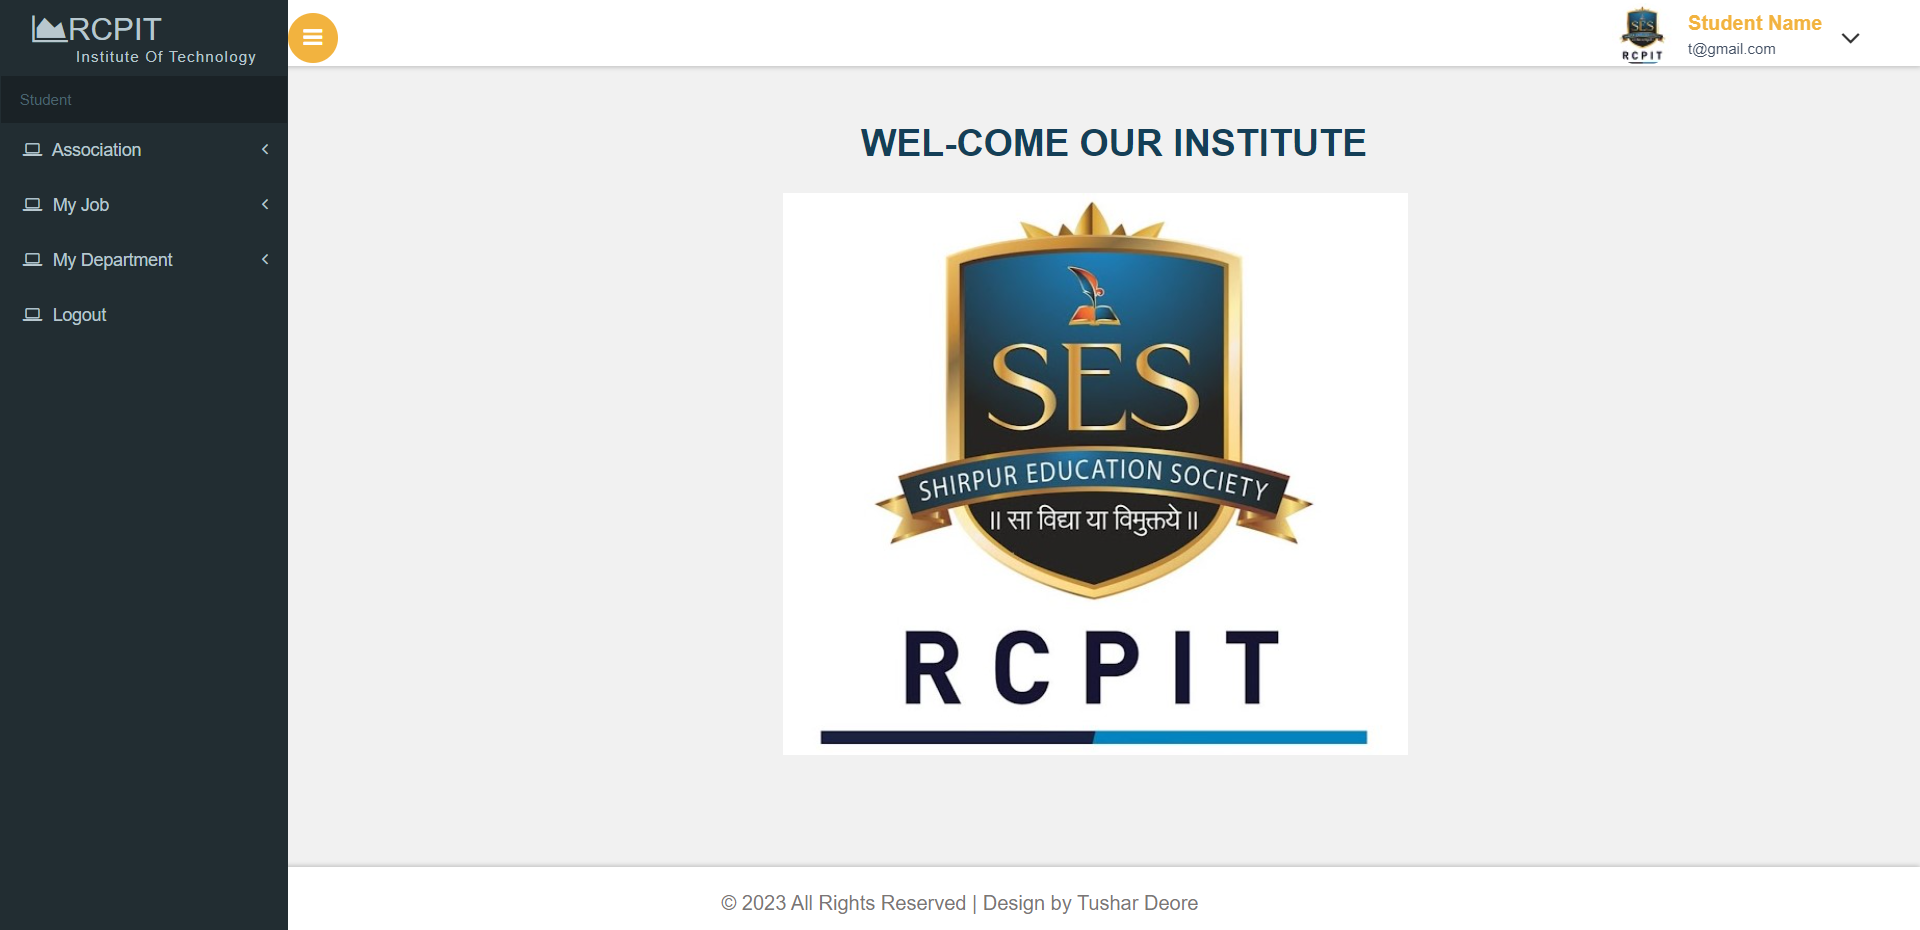 RCPIT
Institute Of Technology
Student
Association
My Job
My Department
Logout
SES
RCPIT
Student Name
t@gmail.com
WEL-COME OUR INSTITUTE
SES
SHIRPUR EDUCATION SOCIETY
॥ सा विद्या या विमुक्तये ॥
RCPIT
© 2023 All Rights Reserved | Design by Tushar Deore